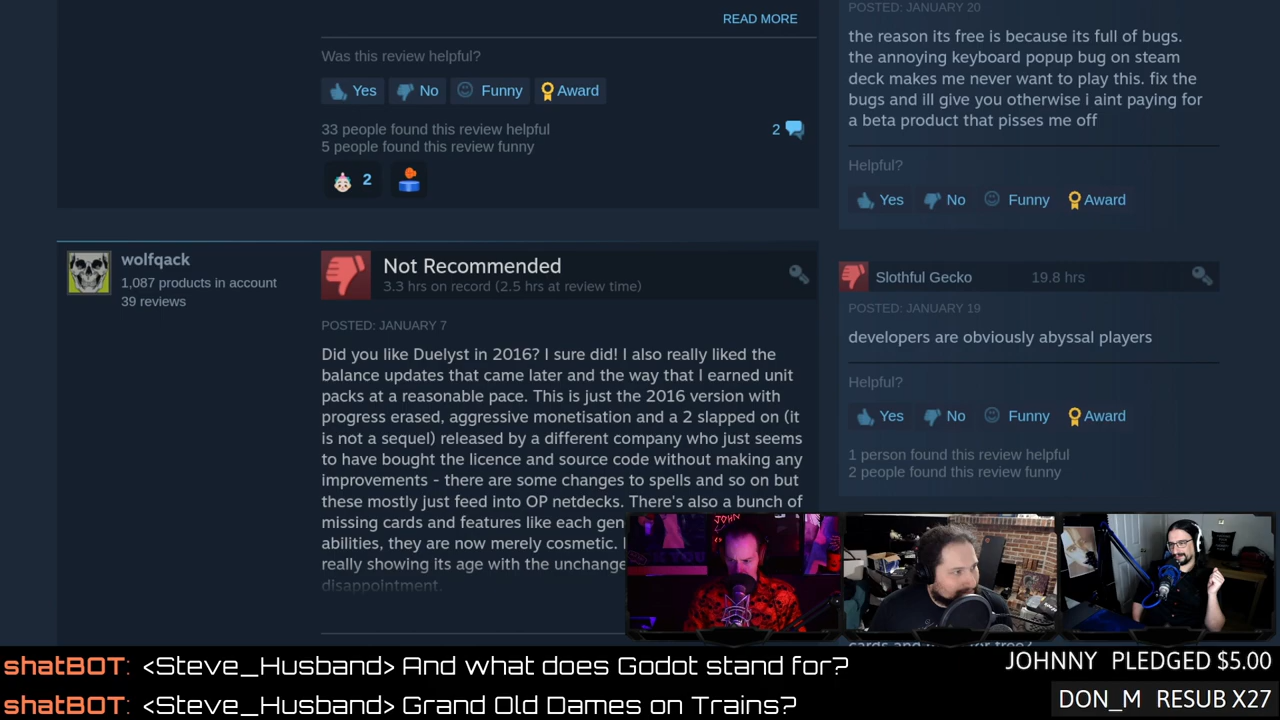 READ MORE
Was this review helpful?
Yes No Funny Award
33 people found this review helpful
2
5 people found this review funny
2
wolfqack
1,087 products in account
39 reviews
Not Recommended
3.3 hrs on record (2.5 hrs at review time)
POSTED: JANUARY 7
Did you like Duelyst in 2016? I sure did! I also really liked the
balance updates that came later and the way that I earned unit
packs at a reasonable pace. This is just the 2016 version with
progress erased, aggressive monetisation and a 2 slapped on (it
is not a sequel) released by a different company who just seems
to have bought the licence and source code without making any
improvements - there are some changes to spells and so on but
these mostly just feed into OP netdecks. There's also a bunch of
missing cards and features like each gen
abilities, they are now merely cosmetic.
really showing its age with the unchange
disappointment.
POSTED: JANUARY 20
the reason its free is because its full of bugs.
the annoying keyboard popup bug on steam
deck makes me never want to play this. fix the
bugs and ill give you otherwise i aint paying for
a beta product that pisses me off
Helpful?
Yes No Funny Award
Slothful Gecko 19.8 hrs
POSTED: JANUARY 19
developers are obviously abyssal players
Helpful?
Yes No Funny Award
1 person found this review helpful
2 people found this review funny
JOHN
shatBOT: <Steve_Husband> And what does Godot stand for?
shatBOT: <Steve_Husband> Grand Old Dames on Trains?
JOHNNY PLEDGED $5.00
DON_M RESUB X27